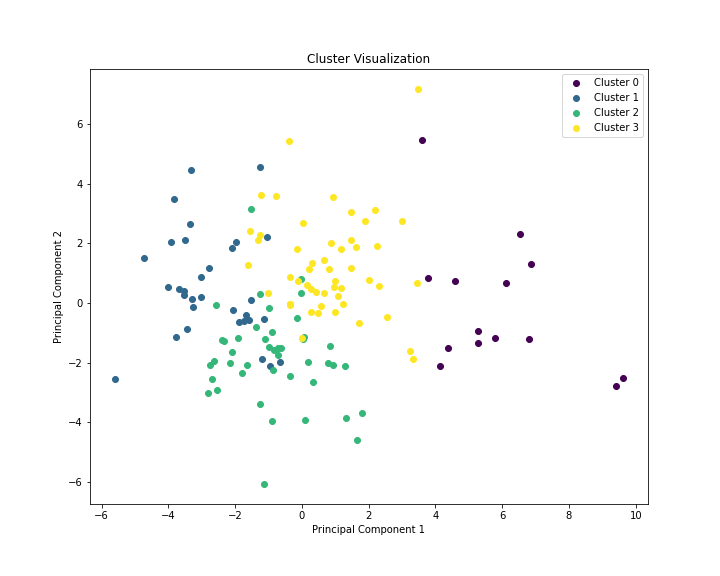 Cluster Visualization
Cluster 0
Cluster 1
Cluster 2
Cluster 3
Principal Component 2
6
4
2
0
−2
−4
−6
−6 −4 −2 0 2 4 6 8 10
Principal Component 1